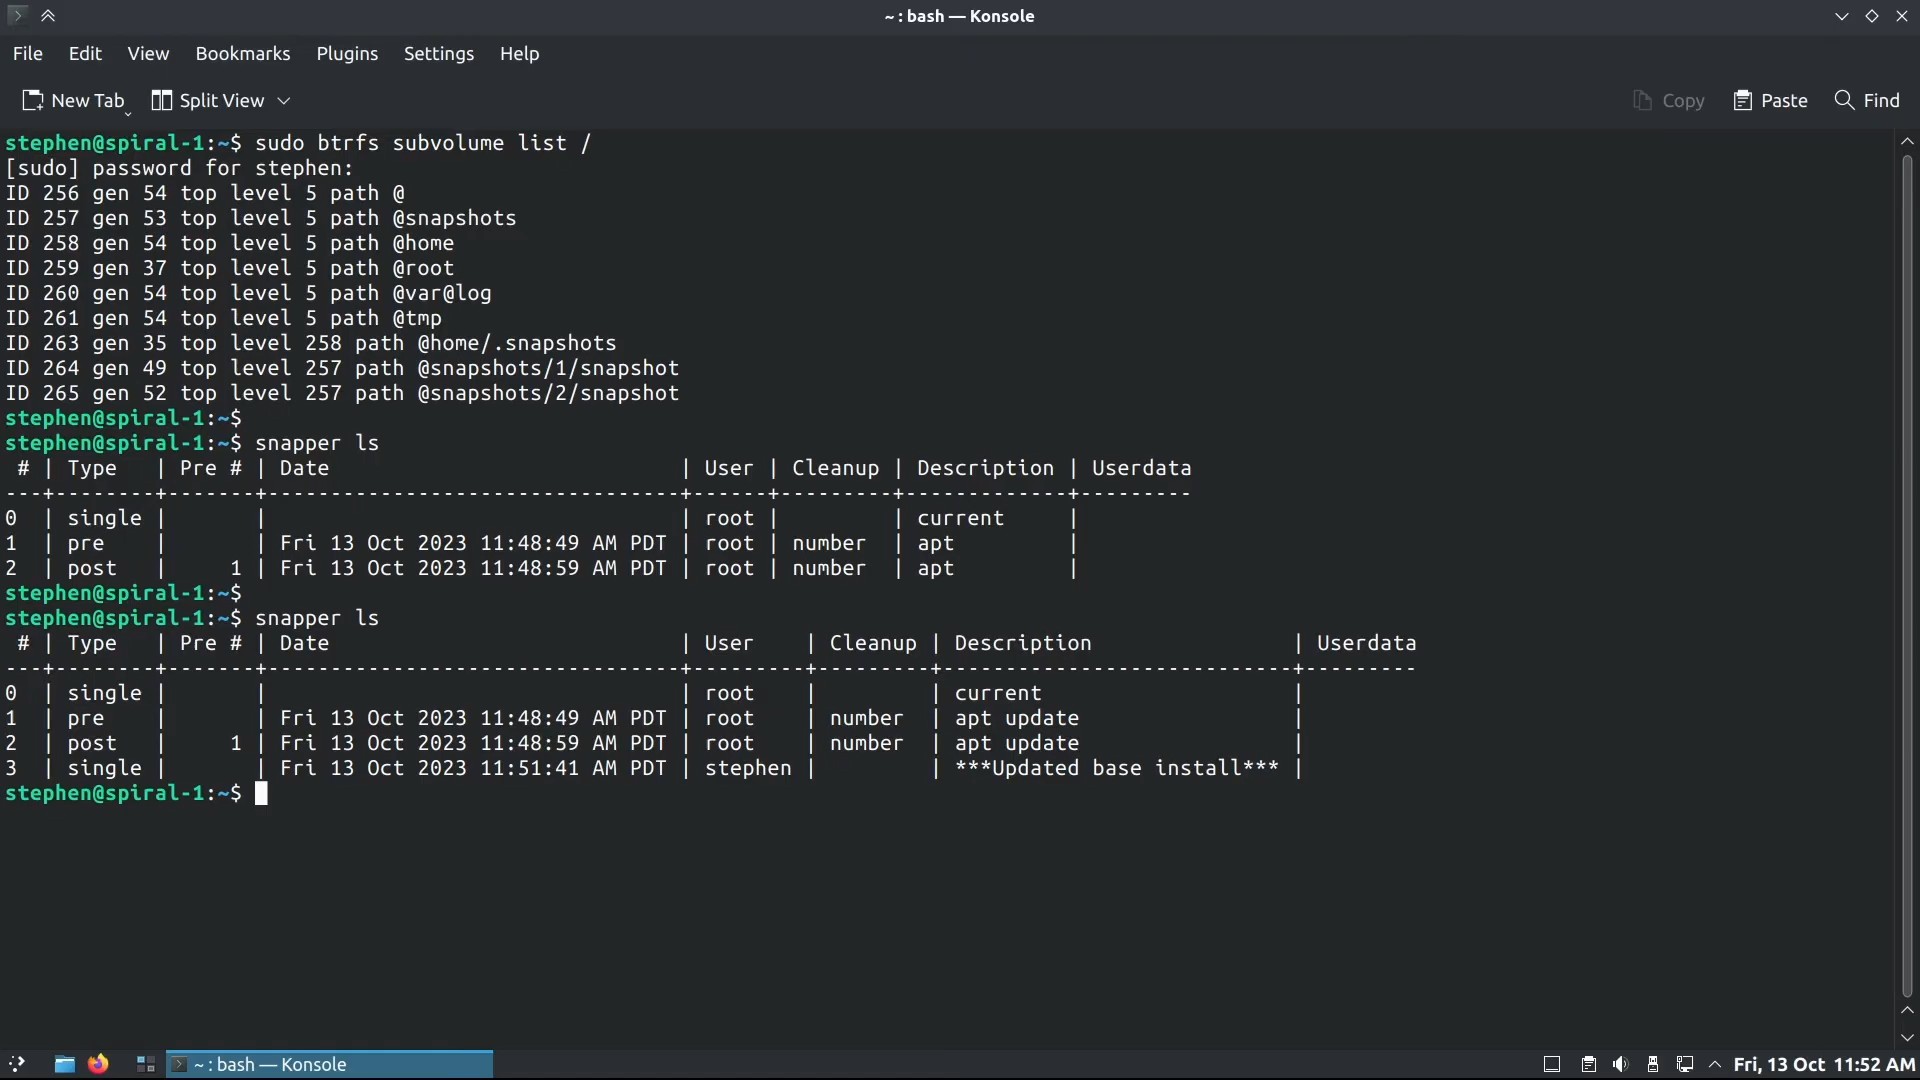 ~ : bash — Konsole
File Edit View Bookmarks Plugins Settings Help
New Tab Split View Copy Paste Find
stephen@spiral-1:~$ sudo btrfs subvolume list /
[sudo] password for stephen:
ID 256 gen 54 top level 5 path @
ID 257 gen 53 top level 5 path @snapshots
ID 258 gen 54 top level 5 path @home
ID 259 gen 37 top level 5 path @root
ID 260 gen 54 top level 5 path @var@log
ID 261 gen 54 top level 5 path @tmp
ID 263 gen 35 top level 258 path @home/.snapshots
ID 264 gen 49 top level 257 path @snapshots/1/snapshot
ID 265 gen 52 top level 257 path @snapshots/2/snapshot
stephen@spiral-1:~$
stephen@spiral-1:~$ snapper ls
 # | Type   | Pre # | Date                             | User | Cleanup | Description | Userdata
---+--------+-------+----------------------------------+------+---------+-------------+---------
0  | single |       |                                  | root |         | current     |
1  | pre    |       | Fri 13 Oct 2023 11:48:49 AM PDT | root | number  | apt         |
2  | post   |     1 | Fri 13 Oct 2023 11:48:59 AM PDT | root | number  | apt         |
stephen@spiral-1:~$
stephen@spiral-1:~$ snapper ls
 # | Type   | Pre # | Date                             | User    | Cleanup | Description                | Userdata
---+--------+-------+----------------------------------+---------+---------+----------------------------+---------
0  | single |       |                                  | root    |         | current                    |
1  | pre    |       | Fri 13 Oct 2023 11:48:49 AM PDT | root    | number  | apt update                 |
2  | post   |     1 | Fri 13 Oct 2023 11:48:59 AM PDT | root    | number  | apt update                 |
3  | single |       | Fri 13 Oct 2023 11:51:41 AM PDT | stephen |         | ***Updated base install*** |
stephen@spiral-1:~$
~ : bash — Konsole Fri, 13 Oct 11:52 AM